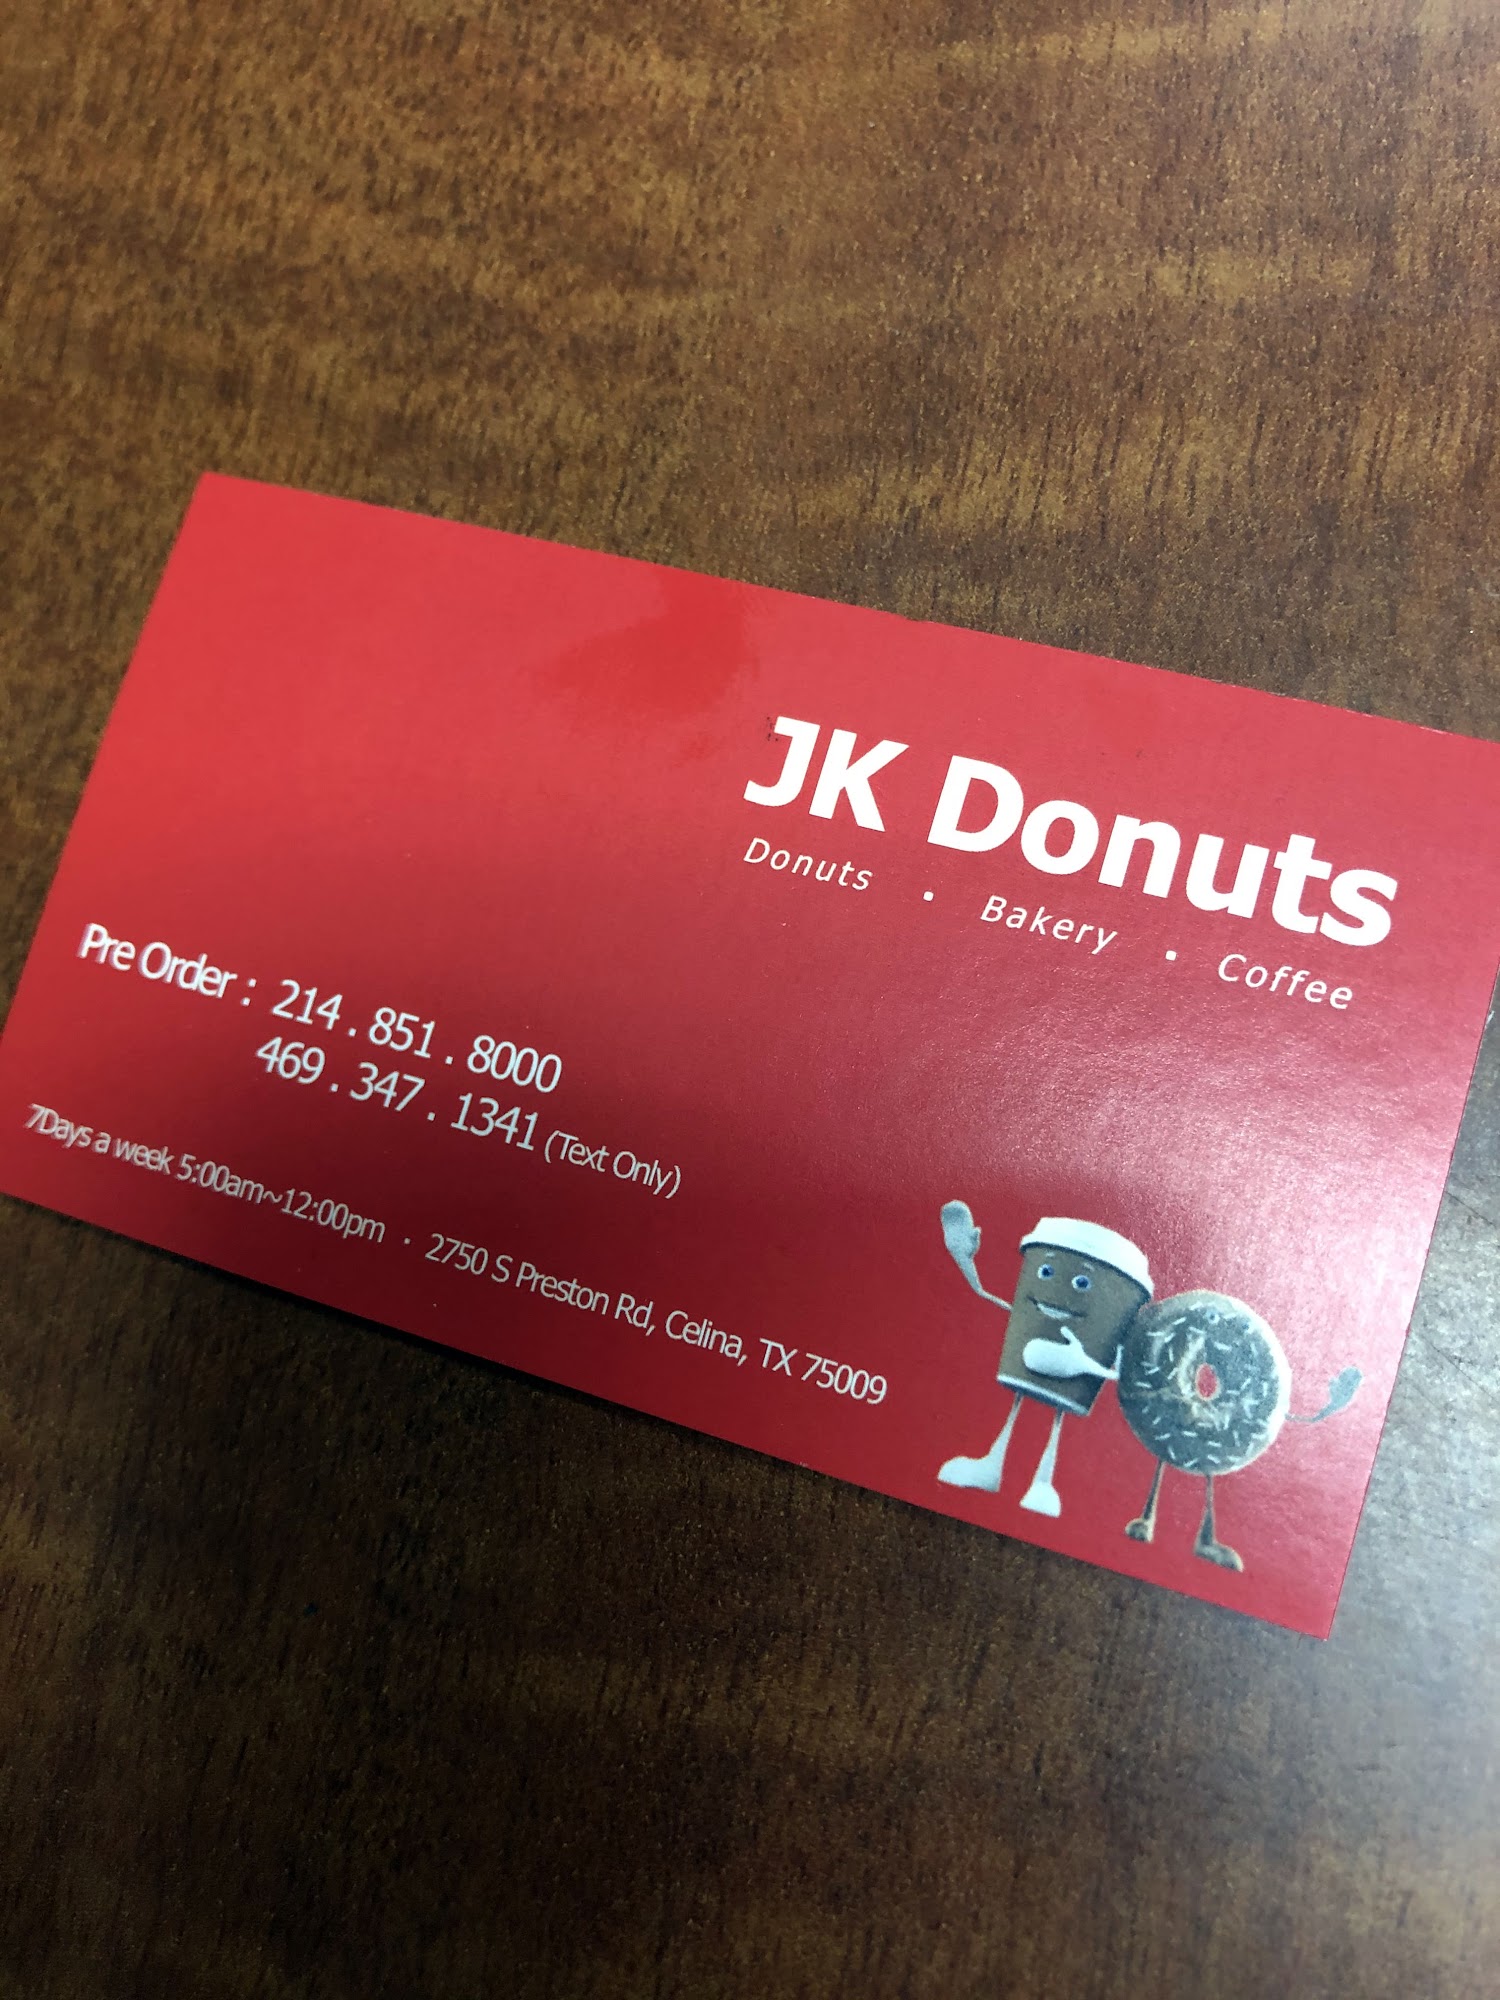 JK Donuts
Donuts . Bakery . Coffee
Pre Order : 214 . 851 . 8000
469 . 347 . 1341 (Text Only)
7Days a week 5:00am~12:00pm · 2750 S Preston Rd, Celina, TX 75009